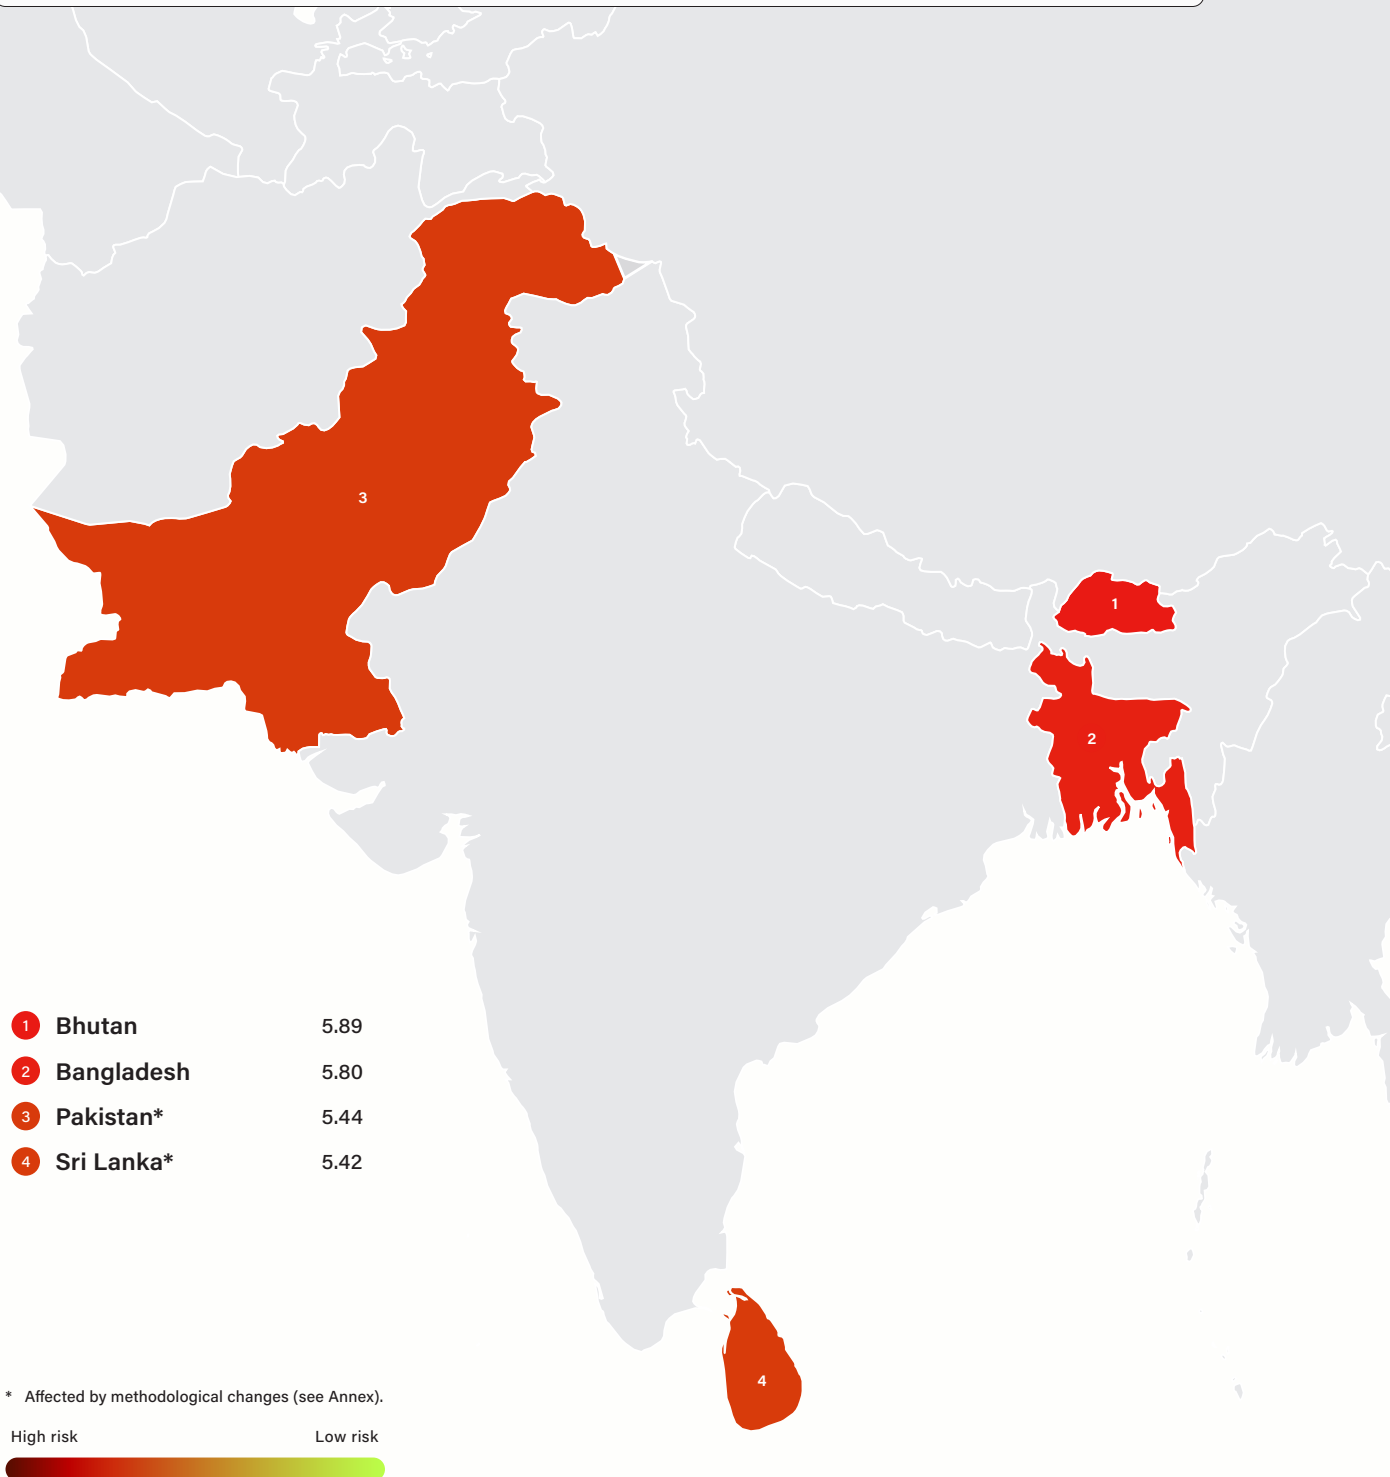 3
1
2
1 Bhutan 5.89
2 Bangladesh 5.80
3 Pakistan* 5.44
4 Sri Lanka* 5.42
4
* Affected by methodological changes (see Annex).
High risk Low risk